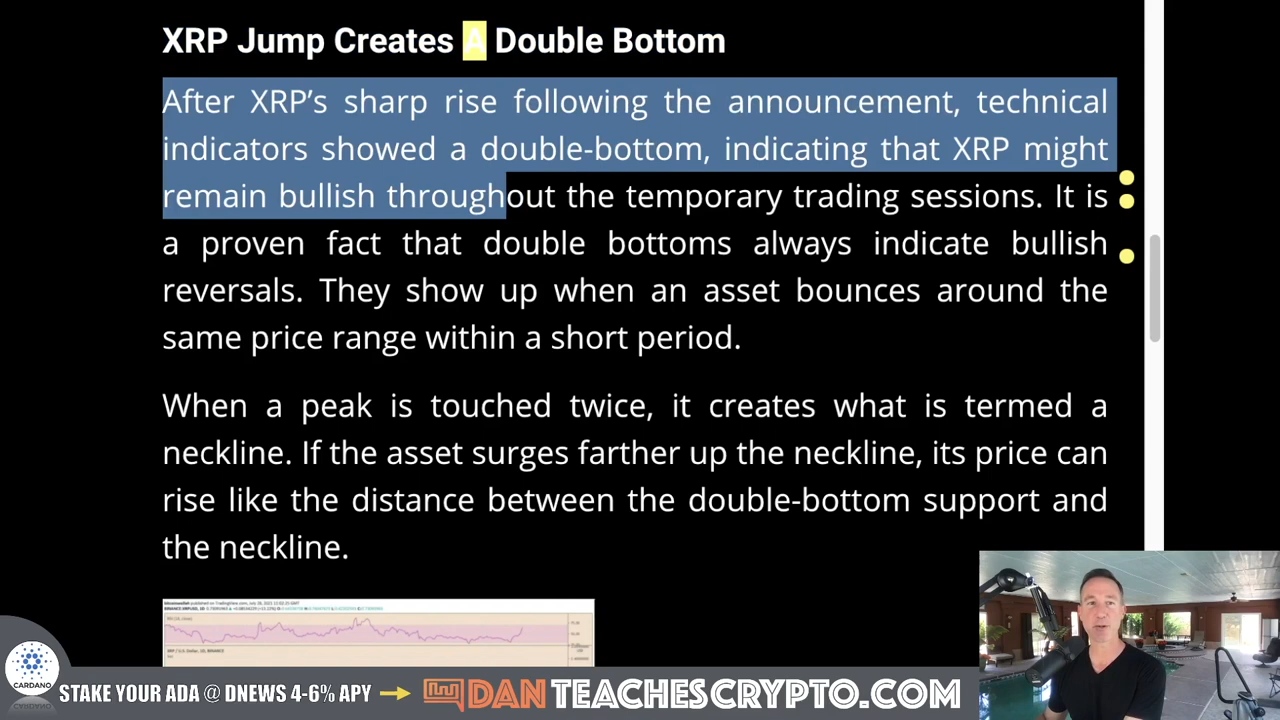 XRP Jump Creates A Double Bottom
After XRP’s sharp rise following the announcement, technical
indicators showed a double-bottom, indicating that XRP might
remain bullish throughout the temporary trading sessions. It is
a proven fact that double bottoms always indicate bullish
reversals. They show up when an asset bounces around the
same price range within a short period.
When a peak is touched twice, it creates what is termed a
neckline. If the asset surges farther up the neckline, its price can
rise like the distance between the double-bottom support and
the neckline.
CARDANO
STAKE YOUR ADA @ DNEWS 4-6% APY
DANTEACHESCRYPTO.COM